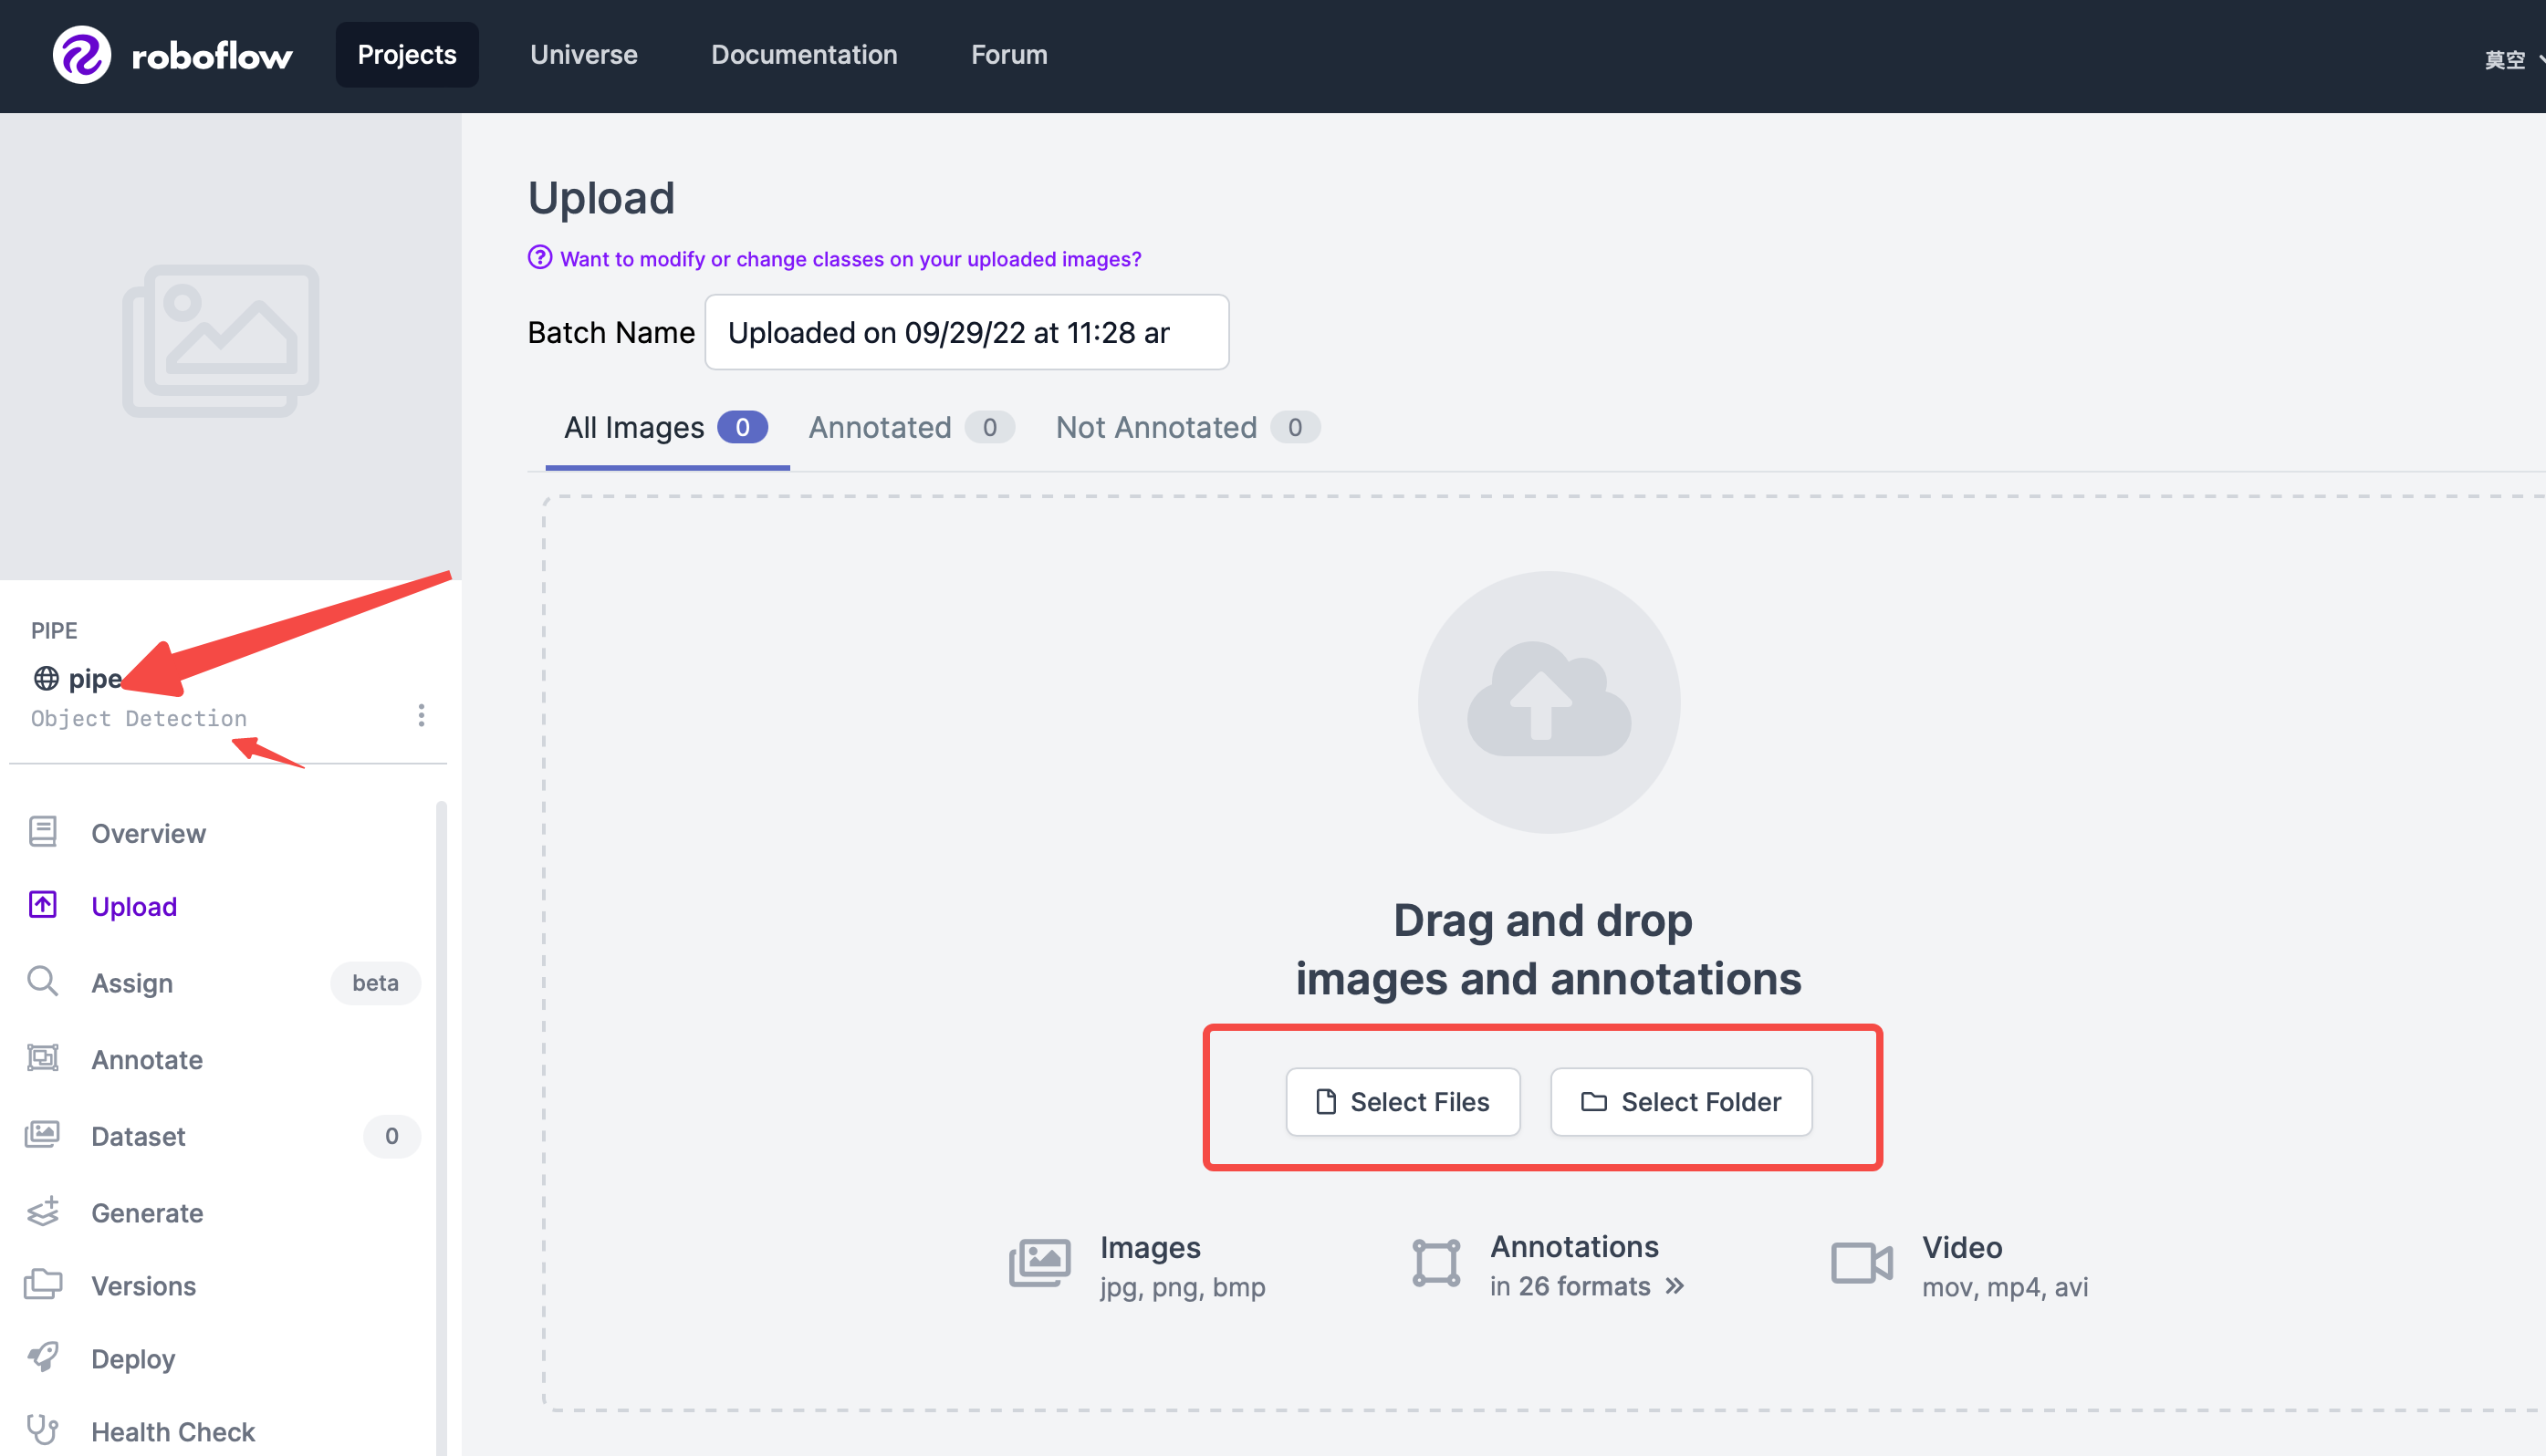 roboflow
Projects
Universe
Documentation
Forum
莫空
Upload
Want to modify or change classes on your uploaded images?
Batch Name
Uploaded on 09/29/22 at 11:28 ar
All Images 0
Annotated 0
Not Annotated 0
PIPE
pipe
Object Detection
Overview
Upload
Assign beta
Annotate
Dataset 0
Generate
Versions
Deploy
Health Check
Drag and drop
images and annotations
Select Files
Select Folder
Images
jpg, png, bmp
Annotations
in 26 formats »
Video
mov, mp4, avi